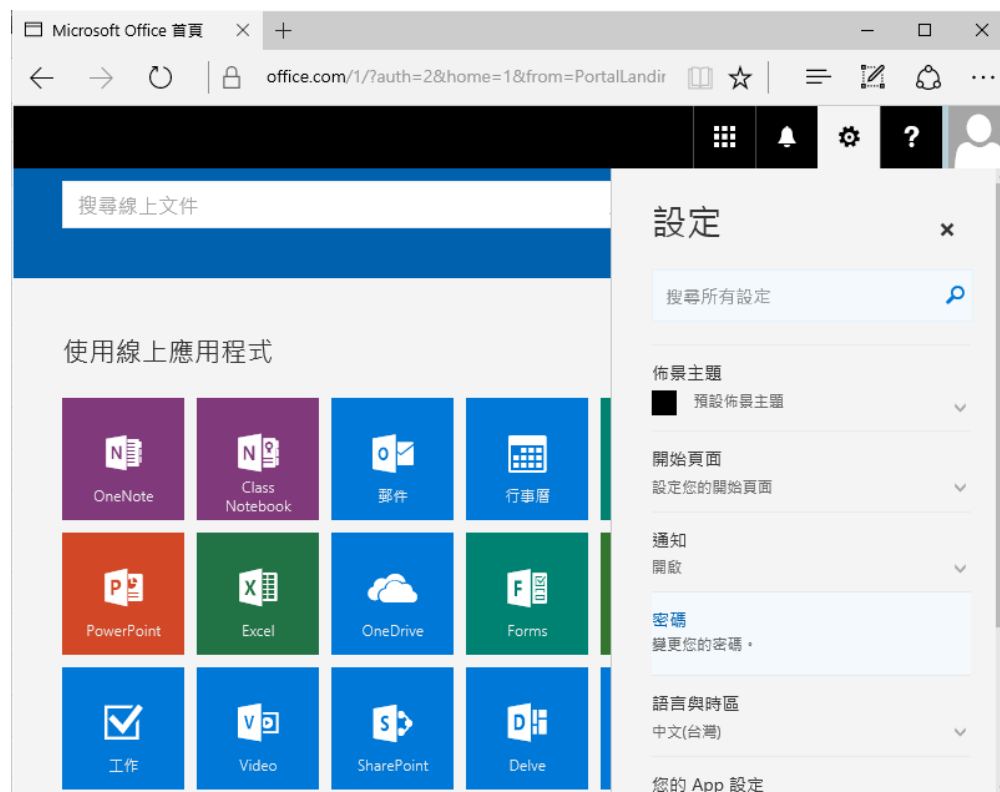 Microsoft Office 首頁
office.com/1/?auth=2&home=1&from=PortalLandir
?
搜尋線上文件
設定
搜尋所有設定
使用線上應用程式
佈景主題
預設佈景主題
開始頁面
設定您的開始頁面
通知
開啟
密碼
變更您的密碼。
語言與時區
中文(台灣)
您的 App 設定
N
OneNote
N
Class
Notebook
o
郵件
行事曆
P
PowerPoint
X
Excel
OneDrive
F
Forms
工作
V
Video
S
SharePoint
D
Delve